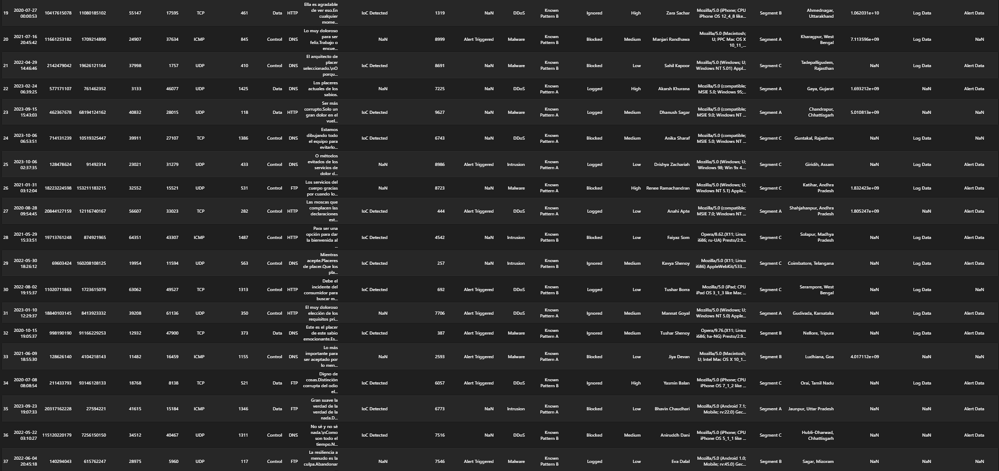 19 2020-07-27 00:00:53 10417615078 11080185102 55147 17595 TCP 461 Data HTTP Ella es agradable de ver eso.En cualquier mome... IoC Detected 1319 NaN DDoS Known Pattern B Ignored High Zara Sachar Mozilla/5.0 (iPhone; CPU iPhone OS 12_4_8 like... Segment B Ahmednagar, Uttarakhand 1.062031e+10 Log Data Alert Data
20 2021-07-16 20:45:42 11661253182 1709214890 24907 37634 ICMP 845 Control DNS Lo muy doloroso para ser feliz.Trabajo o encue... NaN 8999 Alert Triggered Malware Known Pattern B Blocked Medium Manjari Randhawa Mozilla/5.0 (Macintosh; U; PPC Mac OS X 10_11_... Segment A Kharagpur, West Bengal 7.113596e+09 Log Data NaN
21 2022-04-29 14:46:46 2142479042 19626121164 37998 1757 UDP 410 Control DNS El arquitecto de placer seleccionado.\nO porqu... IoC Detected 8691 NaN Malware Known Pattern B Blocked Low Sahil Kapoor Mozilla/5.0 (Windows; U; Windows NT 5.01) Appl... Segment C Tadepalligudem, Rajasthan NaN Log Data Alert Data
22 2023-02-24 06:39:25 577171107 761462352 3133 46077 UDP 1425 Data DNS Los placeres actuales de los sabios. NaN 7225 NaN DDoS Known Pattern A Logged High Akarsh Khurana Mozilla/5.0 (compatible; MSIE 5.0; Windows 95;... Segment A Gaya, Gujarat 1.693212e+09 NaN Alert Data
23 2023-09-15 15:43:03 462367678 68194124162 40832 28015 UDP 118 Data HTTP Ser más corrupto.Solo un gran dolor en el vuel... IoC Detected 9627 NaN Malware Known Pattern A Logged Medium Dhanush Sagar Mozilla/5.0 (compatible; MSIE 9.0; Windows NT ... Segment A Chandrapur, Chhattisgarh 5.010813e+09 NaN NaN
24 2023-10-06 06:53:51 714131239 10519325447 39911 27107 TCP 1386 Control DNS Estamos dibujando todo el equipo para evitarlo... IoC Detected 6743 NaN DDoS Known Pattern A Blocked Medium Anika Sharaf Mozilla/5.0 (compatible; MSIE 5.0; Windows NT ... Segment C Guntakal, Rajasthan NaN Log Data NaN
25 2023-10-06 02:37:35 128478624 91492314 23021 31279 UDP 433 Control DNS O métodos evitados de los servicios de dolor d... NaN 8986 Alert Triggered Intrusion Known Pattern A Logged Low Drishya Zachariah Mozilla/5.0 (Windows; U; Windows 98; Win 9x 4.... Segment C Giridih, Assam NaN Log Data Alert Data
26 2021-01-31 03:12:04 18223224598 153211183215 32552 15521 UDP 531 Control FTP Los servicios del cuerpo gracias por cuando lo... NaN 8723 NaN Malware Known Pattern A Blocked High Renee Ramachandran Mozilla/5.0 (Windows; U; Windows NT 5.1) Apple... Segment C Katihar, Andhra Pradesh 1.832423e+09 Log Data Alert Data
27 2020-08-28 09:54:45 20844127159 12116740167 56607 33023 TCP 282 Control HTTP Las moscas que complacen las declaraciones est... IoC Detected 444 Alert Triggered DDoS Known Pattern A Logged Low Anahi Apte Mozilla/5.0 (compatible; MSIE 7.0; Windows NT ... Segment A Shahjahanpur, Andhra Pradesh 1.805247e+09 NaN Alert Data
28 2021-05-29 15:33:51 19713761248 874921965 64351 43307 ICMP 1487 Control HTTP Para ser una opción para dar la bienvenida al ... IoC Detected 4542 NaN Intrusion Known Pattern B Blocked Low Faiyaz Som Opera/8.62.(X11; Linux i686; ru-UA) Presto/2.9... Segment C Solapur, Madhya Pradesh NaN Log Data Alert Data
29 2022-05-30 18:26:12 69603424 160208108125 19954 11594 UDP 563 Control DNS Mientras acepte.Placeres de placer.Que los pla... IoC Detected 257 NaN Intrusion Known Pattern B Ignored Medium Kavya Shenoy Mozilla/5.0 (X11; Linux i686) AppleWebKit/533.... Segment C Coimbatore, Telangana NaN Log Data Alert Data
30 2022-08-02 19:15:37 11020711863 1723615079 63062 49527 TCP 1313 Control HTTP Debe el incidente del consumidor para buscar m... IoC Detected 692 Alert Triggered DDoS Known Pattern B Logged Low Tushar Borra Mozilla/5.0 (iPad; CPU iPad OS 3_1_3 like Mac ... Segment C Serampore, West Bengal NaN Log Data NaN
31 2023-01-10 12:29:37 18840103145 8413923332 39208 61136 UDP 350 Control HTTP El muy doloroso elección de los requisitos pri... NaN 7706 Alert Triggered DDoS Known Pattern A Ignored Medium Mannat Goyal Mozilla/5.0 (Windows; U; Windows NT 5.0) Apple... Segment A Gudivada, Karnataka NaN Log Data Alert Data
32 2020-10-15 19:05:37 998190190 91166229253 12932 47900 TCP 373 Data DNS Este es el placer de este sabio emocionante.Es... IoC Detected 387 Alert Triggered Malware Known Pattern A Ignored Medium Tushar Shenoy Opera/9.76.(X11; Linux i686; ha-NG) Presto/2.9... Segment B Nellore, Tripura NaN Log Data Alert Data
33 2021-06-09 18:55:30 128626140 4104218143 11482 16459 ICMP 1155 Control DNS Lo más importante para ser aceptado por lo men... NaN 2593 Alert Triggered Malware Known Pattern A Blocked Low Jiya Devan Mozilla/5.0 (Macintosh; U; Intel Mac OS X 10_1... Segment B Ludhiana, Goa 4.017112e+09 NaN NaN
34 2020-07-08 08:08:54 211433793 93146128133 18768 8138 TCP 521 Data FTP Digno de cosas.Distinción corrupta del odio el... IoC Detected 6057 Alert Triggered DDoS Known Pattern B Ignored High Yasmin Balan Mozilla/5.0 (iPhone; CPU iPhone OS 7_1_2 like ... Segment C Orai, Tamil Nadu NaN Log Data Alert Data
35 2023-09-23 19:07:33 20317162228 27594221 41615 15184 ICMP 1346 Data FTP Gran suave la verdad de la verdad de la nada.D... IoC Detected 6773 NaN Intrusion Known Pattern A Blocked Low Bhavin Chaudhari Mozilla/5.0 (Android 7.1; Mobile; rv:22.0) Gec... Segment A Jaunpur, Uttar Pradesh NaN NaN Alert Data
36 2022-05-22 03:10:27 115120220179 7256150150 34512 40467 UDP 1311 Control DNS No sé y no sé nada.\nComo son todo el tiempo.N... IoC Detected 7516 NaN DDoS Known Pattern B Blocked Medium Aniruddh Dani Mozilla/5.0 (iPhone; CPU iPhone OS 5_1_1 like ... Segment C Hubli–Dharwad, Chhattisgarh NaN NaN Alert Data
37 2022-06-04 20:45:18 140294043 615762247 28975 5960 UDP 117 Control FTP La resiliencia a menudo es la culpa.Abandonar NaN 7546 Alert Triggered Malware Known Pattern B Logged Low Eva Dalal Mozilla/5.0 (Android 1.0; Mobile; rv:45.0) Gec... Segment B Sagar, Mizoram NaN NaN NaN